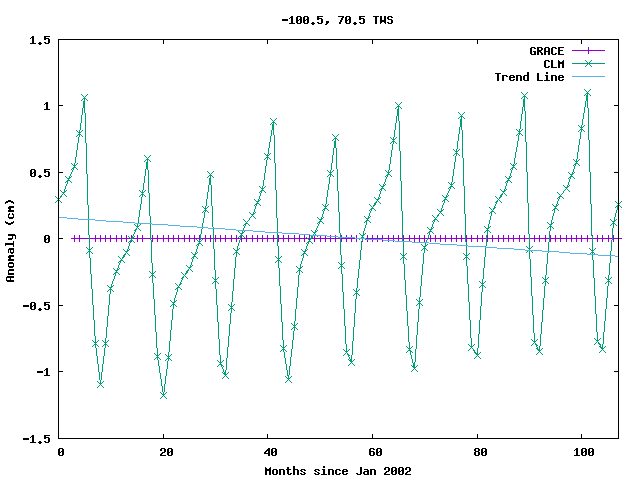 -100.5, 70.5 TWS
1.5
GRACE
CLM
Trend Line
1
0.5
0
-0.5
-1
-1.5
Anomaly (cm)
0 20 40 60 80 100
Months since Jan 2002